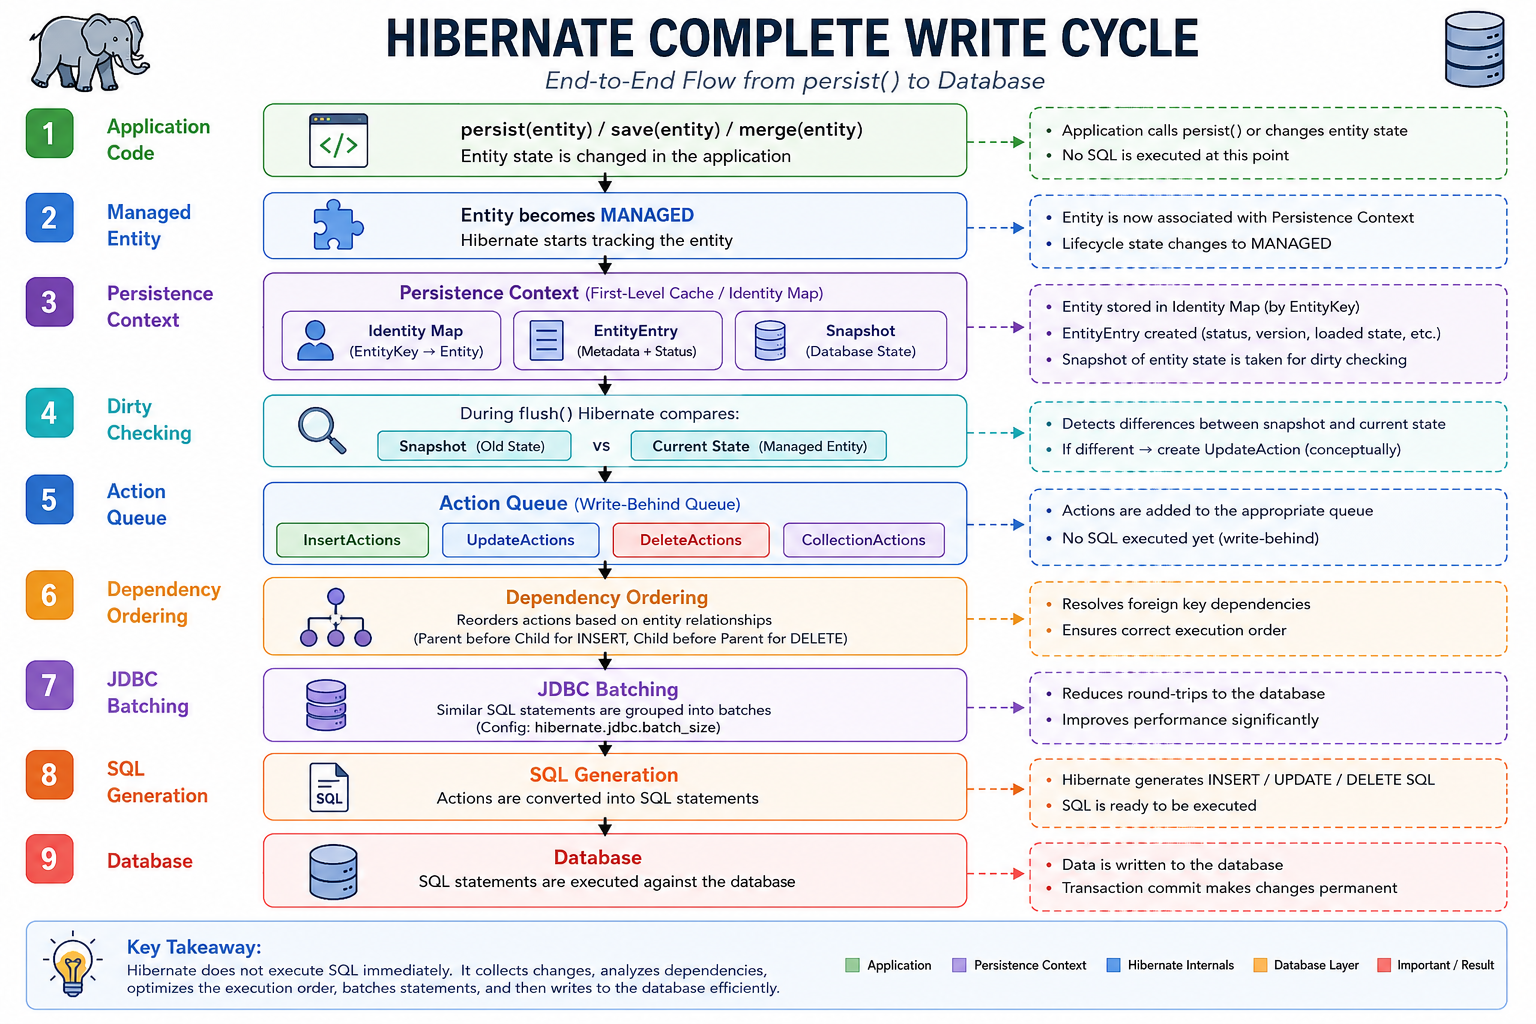 HIBERNATE COMPLETE WRITE CYCLE
End-to-End Flow from persist() to Database
1
Application
Code
persist(entity) / save(entity) / merge(entity)
Entity state is changed in the application
• Application calls persist() or changes entity state
• No SQL is executed at this point
2
Managed
Entity
Entity becomes MANAGED
Hibernate starts tracking the entity
• Entity is now associated with Persistence Context
• Lifecycle state changes to MANAGED
3
Persistence
Context
Persistence Context (First-Level Cache / Identity Map)
Identity Map
(EntityKey → Entity)
EntityEntry
(Metadata + Status)
Snapshot
(Database State)
• Entity stored in Identity Map (by EntityKey)
• EntityEntry created (status, version, loaded state, etc.)
• Snapshot of entity state is taken for dirty checking
4
Dirty
Checking
During flush() Hibernate compares:
Snapshot (Old State)
vs
Current State (Managed Entity)
• Detects differences between snapshot and current state
• If different → create UpdateAction (conceptually)
5
Action
Queue
Action Queue (Write-Behind Queue)
InsertActions
UpdateActions
DeleteActions
CollectionActions
• Actions are added to the appropriate queue
• No SQL executed yet (write-behind)
6
Dependency
Ordering
Dependency Ordering
Reorders actions based on entity relationships
(Parent before Child for INSERT, Child before Parent for DELETE)
• Resolves foreign key dependencies
• Ensures correct execution order
7
JDBC
Batching
JDBC Batching
Similar SQL statements are grouped into batches
(Config: hibernate.jdbc.batch_size)
• Reduces round-trips to the database
• Improves performance significantly
8
SQL
Generation
SQL
SQL Generation
Actions are converted into SQL statements
• Hibernate generates INSERT / UPDATE / DELETE SQL
• SQL is ready to be executed
9
Database
Database
SQL statements are executed against the database
• Data is written to the database
• Transaction commit makes changes permanent
Key Takeaway:
Hibernate does not execute SQL immediately. It collects changes, analyzes dependencies,
optimizes the execution order, batches statements, and then writes to the database efficiently.
Application
Persistence Context
Hibernate Internals
Database Layer
Important / Result